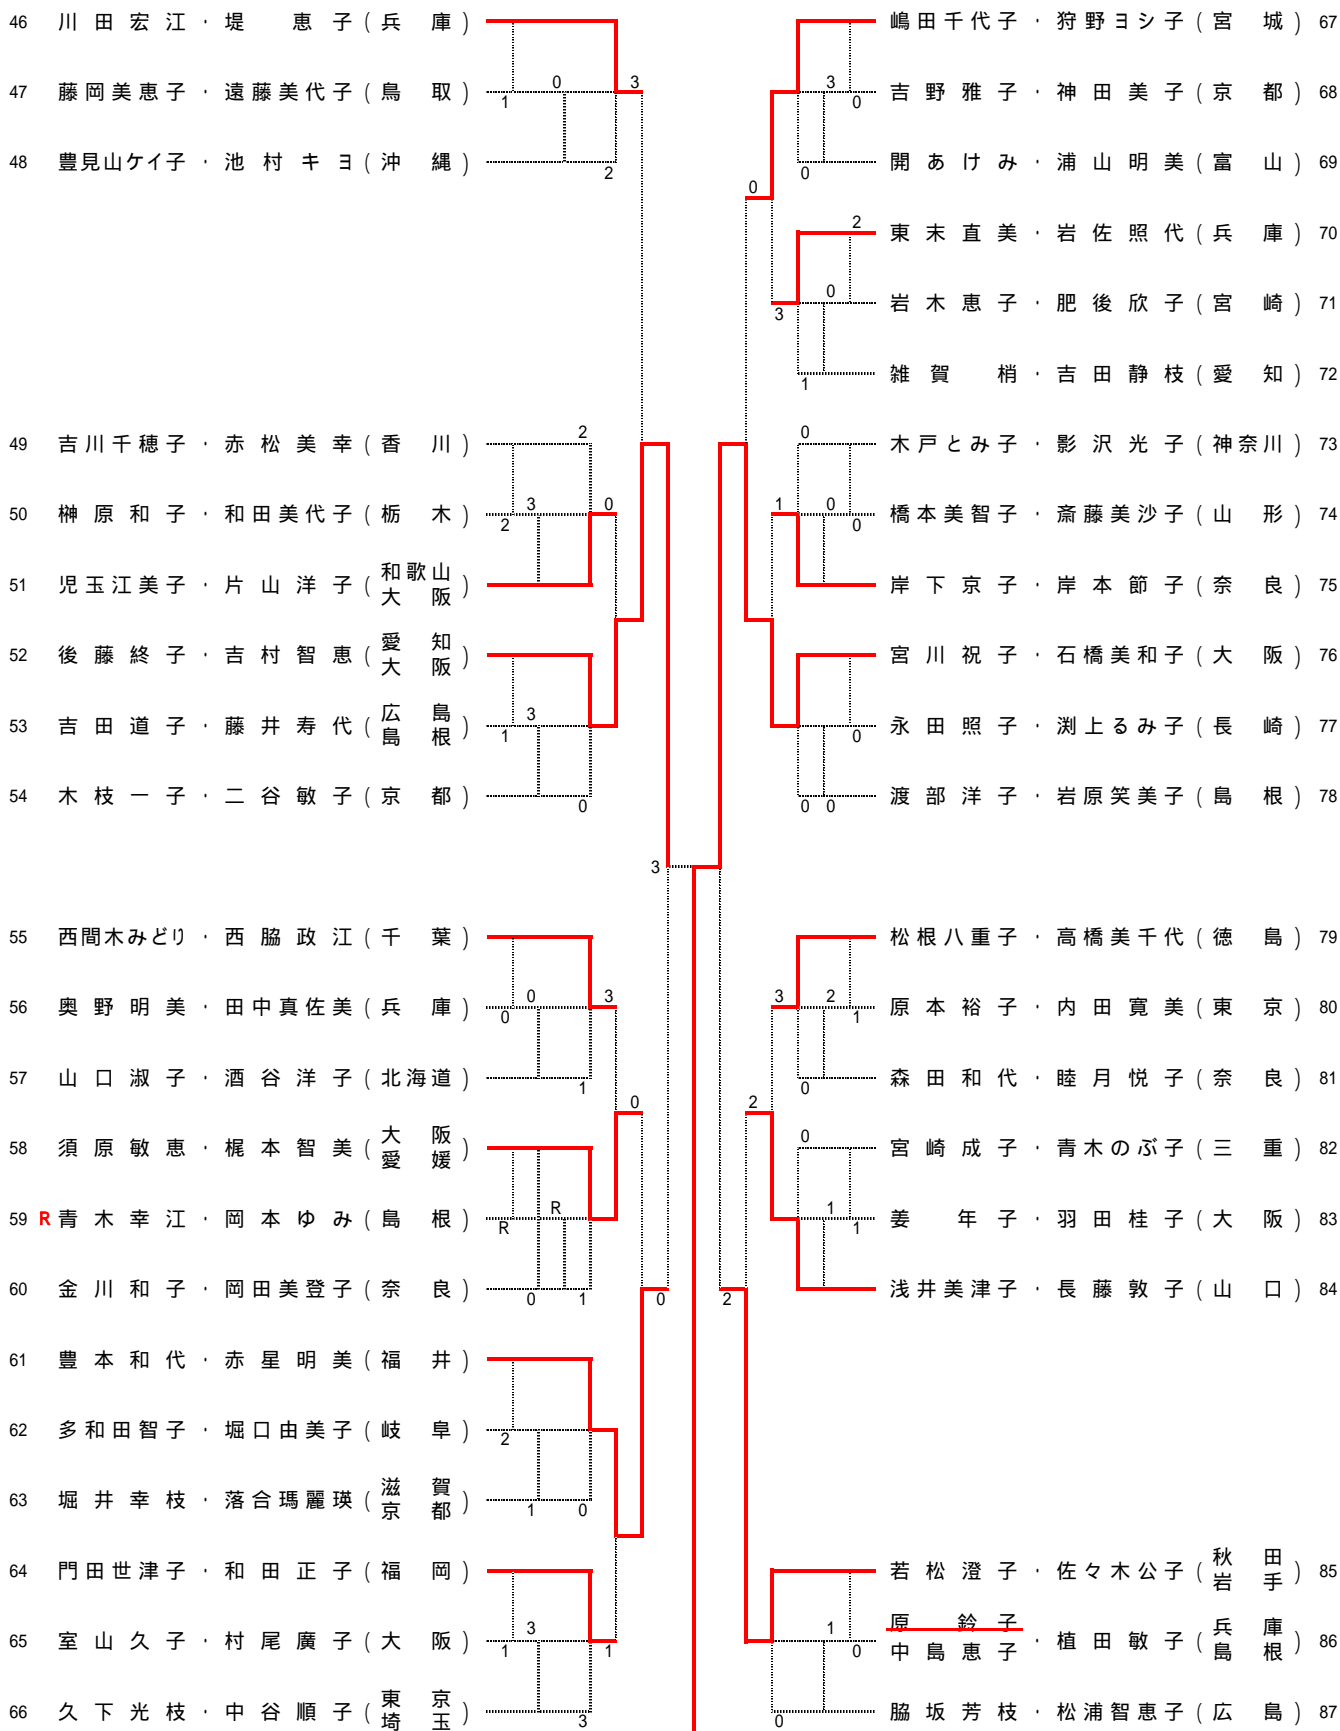 46 川田宏江・堤 恵子(兵 庫)
47 藤岡美恵子・遠藤美代子(鳥 取)
48 豊見山ケイ子・池村キヨ(沖 縄)
0 3
1
2
49 吉川千穂子・赤松美幸(香 川)
50 榊原和子・和田美代子(栃 木)
51 児玉江美子・片山洋子(和歌山 大 阪)
2
3 0
2
52 後藤終子・吉村智恵(愛 知 大 阪)
53 吉田道子・藤井寿代(広 島 島 根)
54 木枝一子・二谷敏子(京 都)
3
1
0
3
55 西間木みどり・西脇政江(千 葉)
56 奥野明美・田中真佐美(兵 庫)
57 山口淑子・酒谷洋子(北海道)
0 3
0
1
0
58 須原敏恵・梶本智美(大 阪 愛 媛)
59 R 青木幸江・岡本ゆみ(島 根)
60 金川和子・岡田美登子(奈 良)
R
R
0 1 0
61 豊本和代・赤星明美(福 井)
62 多和田智子・堀口由美子(岐 阜)
63 堀井幸枝・落合瑪麗瑛(滋 賀 京 都)
2
1 0
64 門田世津子・和田正子(福 岡)
65 室山久子・村尾廣子(大 阪)
66 久下光枝・中谷順子(東 京 埼 玉)
3
1 1
3
嶋田千代子・狩野ヨシ子(宮 城) 67
吉野雅子・神田美子(京 都) 68
開あけみ・浦山明美(富 山) 69
3
0
0
0
東末直美・岩佐照代(兵 庫) 70
岩木恵子・肥後欣子(宮 崎) 71
雑賀 梢・吉田静枝(愛 知) 72
2
0
3
1
木戸とみ子・影沢光子(神奈川) 73
橋本美智子・斎藤美沙子(山 形) 74
岸下京子・岸本節子(奈 良) 75
0
1 0
0
宮川祝子・石橋美和子(大 阪) 76
永田照子・渕上るみ子(長 崎) 77
渡部洋子・岩原笑美子(島 根) 78
0
0 0
松根八重子・高橋美千代(徳 島) 79
原本裕子・内田寛美(東 京) 80
森田和代・睦月悦子(奈 良) 81
3 2
1
0
2
宮崎成子・青木のぶ子(三 重) 82
姜 年子・羽田桂子(大 阪) 83
浅井美津子・長藤敦子(山 口) 84
0
1
1
2
若松澄子・佐々木公子(秋 田 岩 手) 85
原 鈴子
中島恵子・植田敏子(兵 庫 島 根) 86
脇坂芳枝・松浦智恵子(広 島) 87
1
0
0